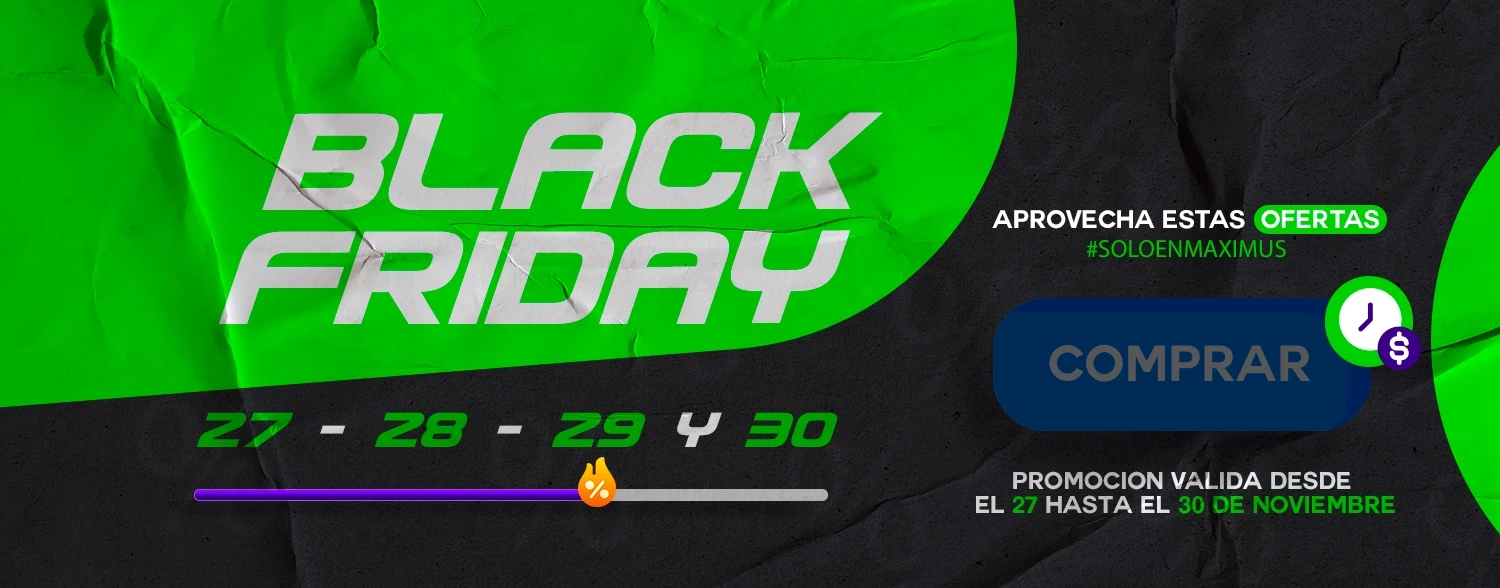 BLACK
FRIDAY
27 - 28 - 29 Y 30
%
APROVECHA ESTAS OFERTAS
#SOLOENMAXIMUS
$
COMPRAR
PROMOCION VALIDA DESDE
EL 27 HASTA EL 30 DE NOVIEMBRE